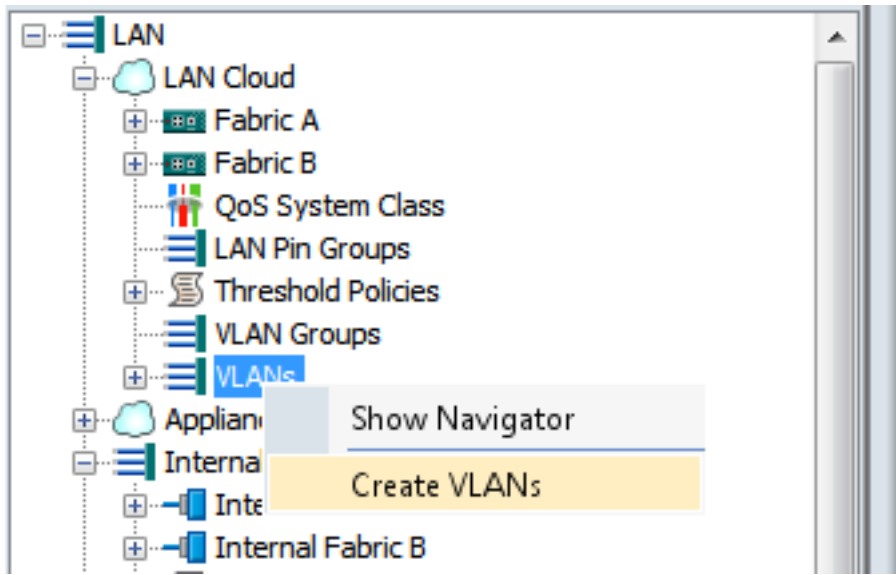 LAN
LAN Cloud
Fabric A
Fabric B
QoS System Class
LAN Pin Groups
Threshold Policies
VLAN Groups
VLANs
Show Navigator
Create VLANs
Internal Fabric B